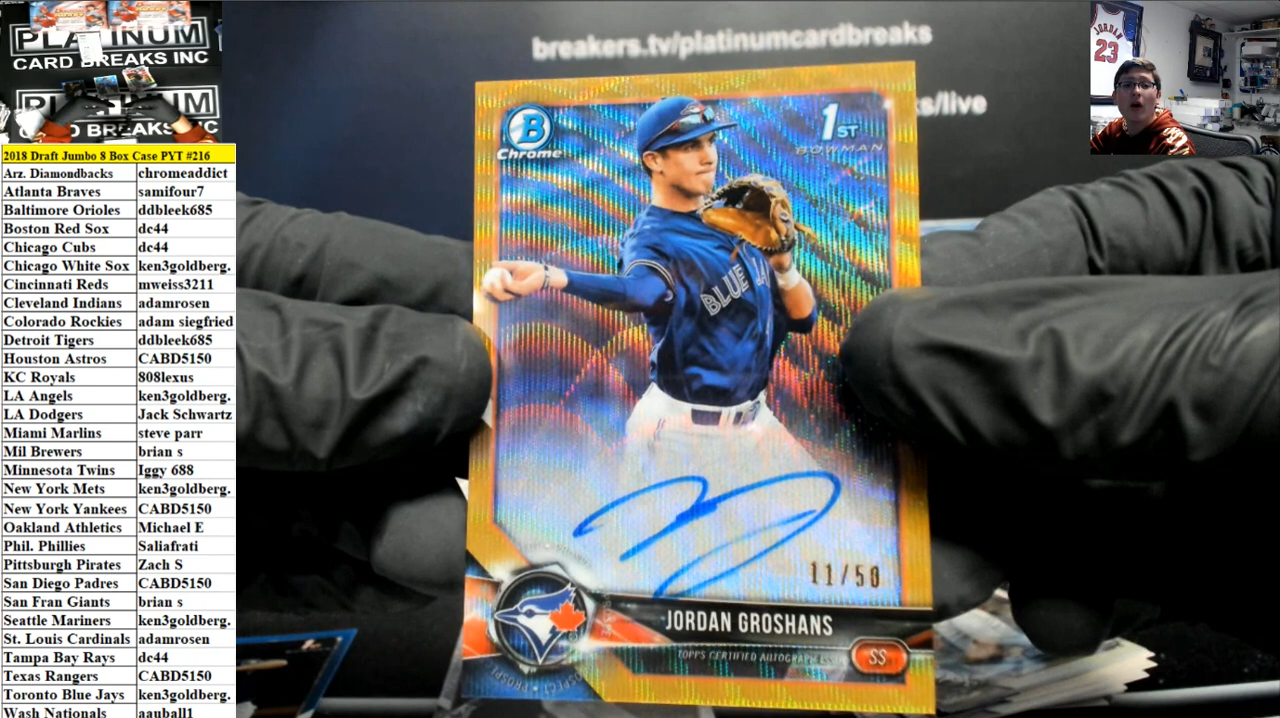 PLATINUM
CARD BREAKS INC
PLATINUM
CARD BREAKS INC
2018 Draft Jumbo 8 Box Case PYT #216
Arz. Diamondbacks chromeaddict
Atlanta Braves samifour7
Baltimore Orioles ddbleek685
Boston Red Sox dc44
Chicago Cubs dc44
Chicago White Sox ken3goldberg.
Cincinnati Reds mweiss3211
Cleveland Indians adamrosen
Colorado Rockies adam siegfried
Detroit Tigers ddbleek685
Houston Astros CABD5150
KC Royals 808lexus
LA Angels ken3goldberg.
LA Dodgers Jack Schwartz
Miami Marlins steve parr
Mil Brewers brian s
Minnesota Twins Iggy 688
New York Mets ken3goldberg.
New York Yankees CABD5150
Oakland Athletics Michael E
Phil. Phillies Saliafrati
Pittsburgh Pirates Zach S
San Diego Padres CABD5150
San Fran Giants brian s
Seattle Mariners ken3goldberg.
St. Louis Cardinals adamrosen
Tampa Bay Rays dc44
Texas Rangers CABD5150
Toronto Blue Jays ken3goldberg.
Wash Nationals aauball1
breakers.tv/platinumcardbreaks
ks/live
B
Chrome
1ST
BOWMAN
BLUE JA
11/50
JORDAN GROSHANS
TOPPS CERTIFIED AUTOGRAPH ISSUE
SS
JORDAN
23